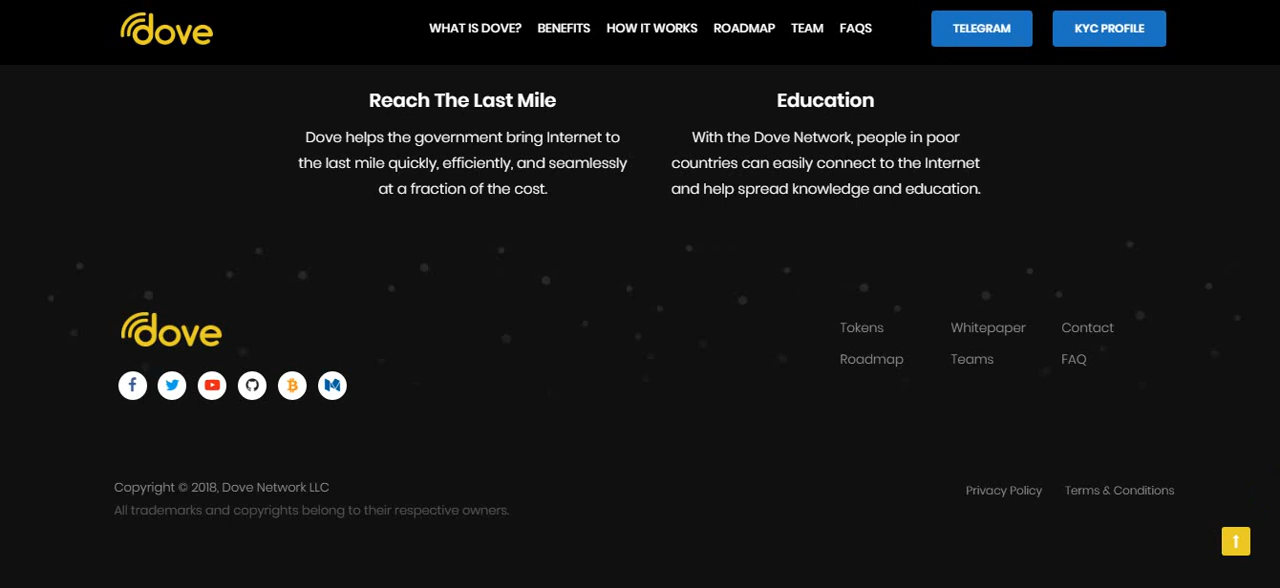 dove
WHAT IS DOVE? BENEFITS HOW IT WORKS ROADMAP TEAM FAQS TELEGRAM KYC PROFILE
Reach The Last Mile
Dove helps the government bring Internet to
the last mile quickly, efficiently, and seamlessly
at a fraction of the cost.
Education
With the Dove Network, people in poor
countries can easily connect to the Internet
and help spread knowledge and education.
dove
Tokens Whitepaper Contact
Roadmap Teams FAQ
Copyright © 2018, Dove Network LLC
All trademarks and copyrights belong to their respective owners.
Privacy Policy Terms & Conditions